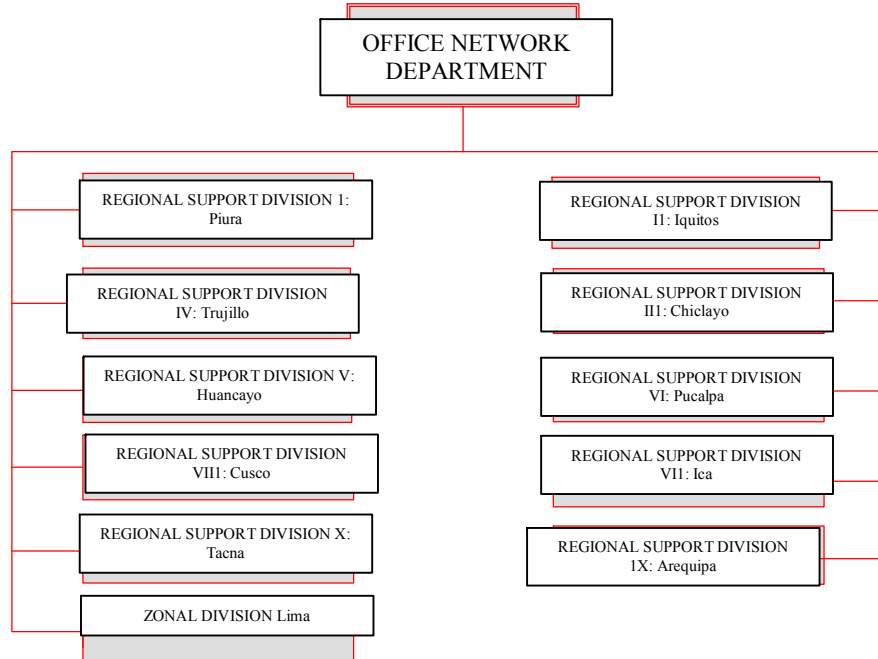 OFFICE NETWORK
DEPARTMENT
REGIONAL SUPPORT DIVISION 1:
Piura
REGIONAL SUPPORT DIVISION
I1: Iquitos
REGIONAL SUPPORT DIVISION
IV: Trujillo
REGIONAL SUPPORT DIVISION
II1: Chiclayo
REGIONAL SUPPORT DIVISION V:
Huancayo
REGIONAL SUPPORT DIVISION
VI: Pucalpa
REGIONAL SUPPORT DIVISION
VII1: Cusco
REGIONAL SUPPORT DIVISION
VI1: Ica
REGIONAL SUPPORT DIVISION X:
Tacna
REGIONAL SUPPORT DIVISION
1X: Arequipa
ZONAL DIVISION Lima